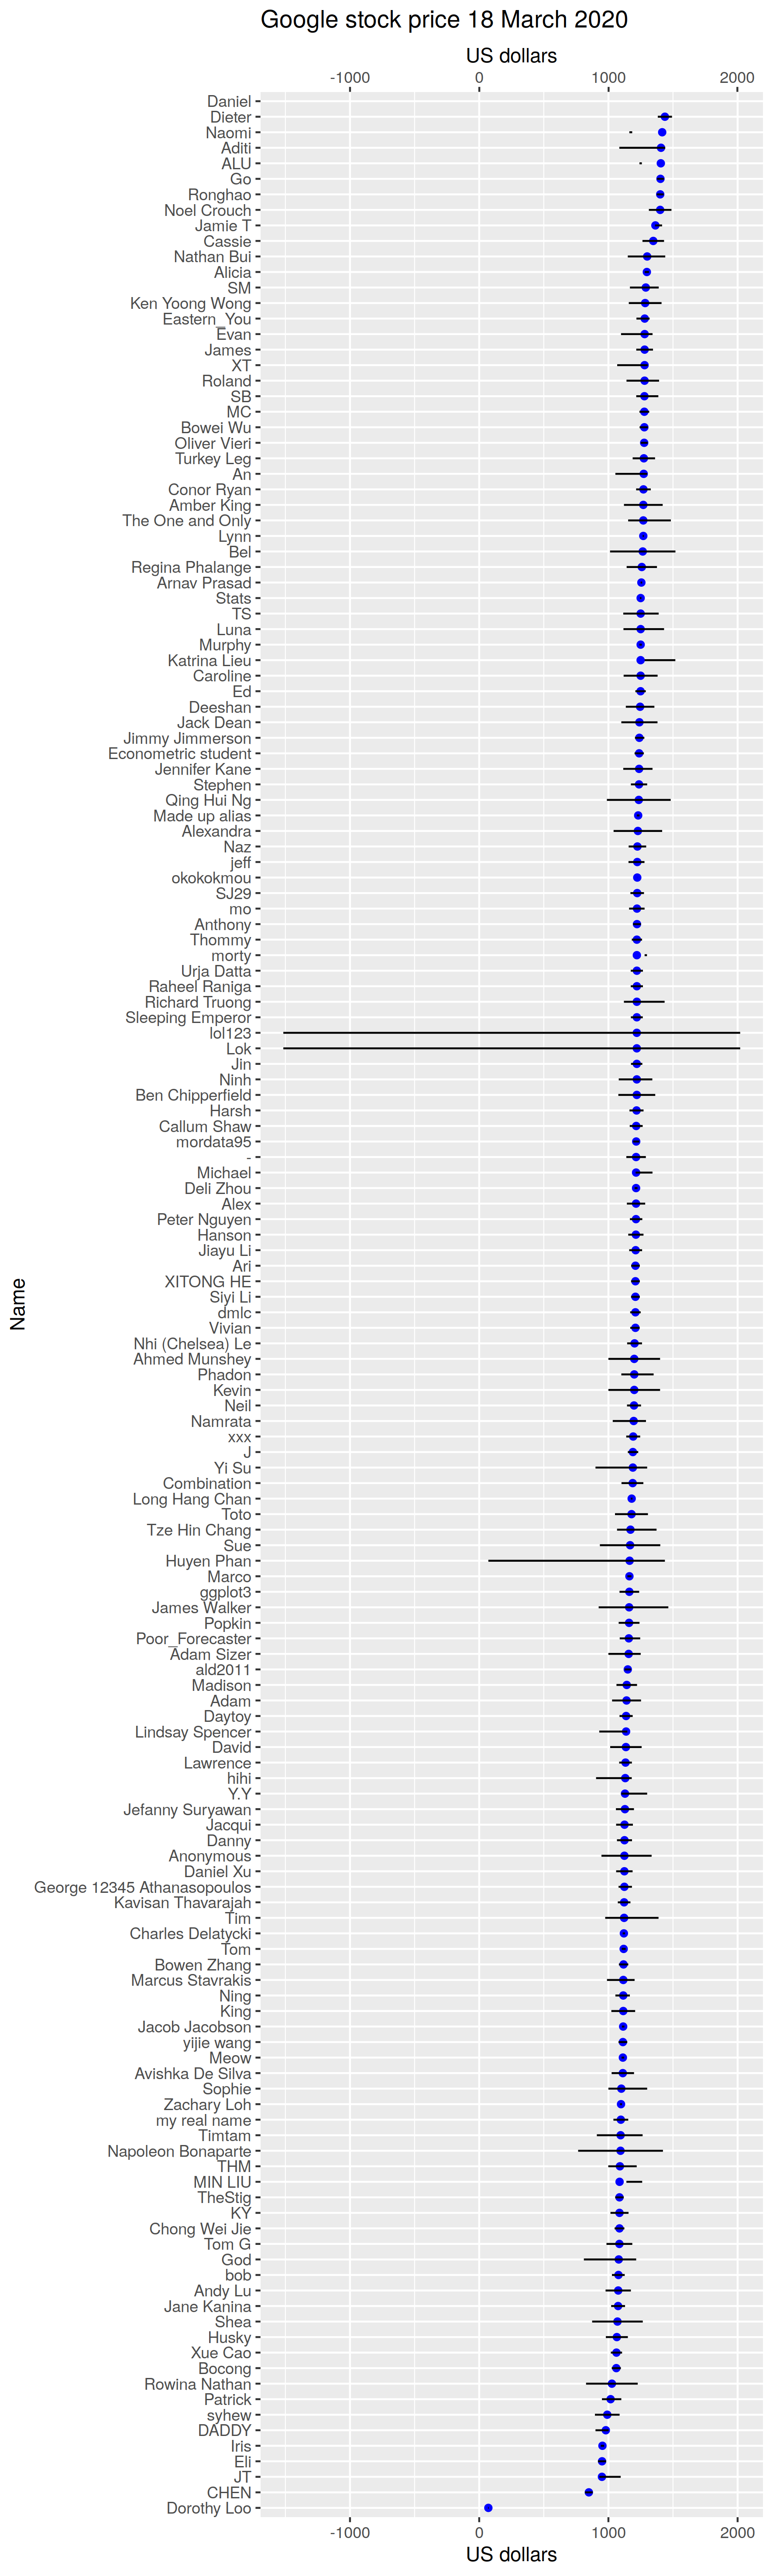 Google stock price 18 March 2020
US dollars
-1000 0 1000 2000
Daniel
Dieter
Naomi
Aditi
ALU
Go
Ronghao
Noel Crouch
Jamie T
Cassie
Nathan Bui
Alicia
SM
Ken Yoong Wong
Eastern_You
Evan
James
XT
Roland
SB
MC
Bowei Wu
Oliver Vieri
Turkey Leg
An
Conor Ryan
Amber King
The One and Only
Lynn
Bel
Regina Phalange
Arnav Prasad
Stats
TS
Luna
Murphy
Katrina Lieu
Caroline
Ed
Deeshan
Jack Dean
Jimmy Jimmerson
Econometric student
Jennifer Kane
Stephen
Qing Hui Ng
Made up alias
Alexandra
Naz
jeff
okokokmou
SJ29
mo
Anthony
Thommy
morty
Urja Datta
Raheel Raniga
Richard Truong
Sleeping Emperor
lol123
Lok
Jin
Ninh
Ben Chipperfield
Harsh
Callum Shaw
mordata95
-
Michael
Deli Zhou
Alex
Peter Nguyen
Hanson
Jiayu Li
Ari
XITONG HE
Siyi Li
dmlc
Vivian
Nhi (Chelsea) Le
Ahmed Munshey
Phadon
Kevin
Neil
Namrata
xxx
J
Yi Su
Combination
Long Hang Chan
Toto
Tze Hin Chang
Sue
Huyen Phan
Marco
ggplot3
James Walker
Popkin
Poor_Forecaster
Adam Sizer
ald2011
Madison
Adam
Daytoy
Lindsay Spencer
David
Lawrence
hihi
Y.Y
Jefanny Suryawan
Jacqui
Danny
Anonymous
Daniel Xu
George 12345 Athanasopoulos
Kavisan Thavarajah
Tim
Charles Delatycki
Tom
Bowen Zhang
Marcus Stavrakis
Ning
King
Jacob Jacobson
yijie wang
Meow
Avishka De Silva
Sophie
Zachary Loh
my real name
Timtam
Napoleon Bonaparte
THM
MIN LIU
TheStig
KY
Chong Wei Jie
Tom G
God
bob
Andy Lu
Jane Kanina
Shea
Husky
Xue Cao
Bocong
Rowina Nathan
Patrick
syhew
DADDY
Iris
Eli
JT
CHEN
Dorothy Loo
Name
-1000 0 1000 2000
US dollars